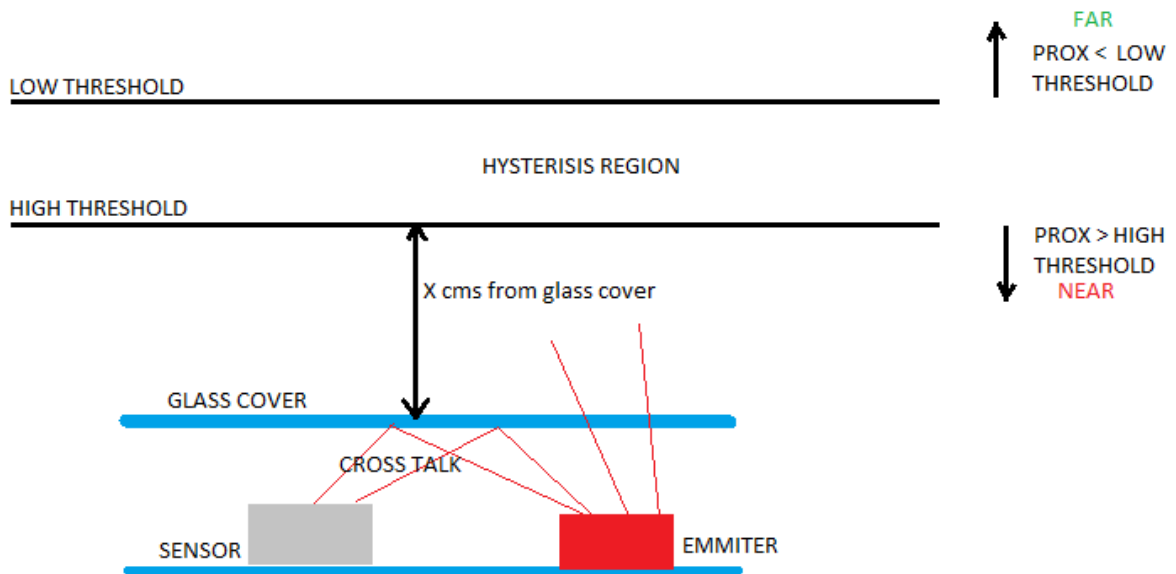 FAR
PROX < LOW
THRESHOLD
LOW THRESHOLD
HYSTERISIS REGION
HIGH THRESHOLD
PROX > HIGH
THRESHOLD
NEAR
X cms from glass cover
GLASS COVER
CROSS TALK
SENSOR
EMMITER